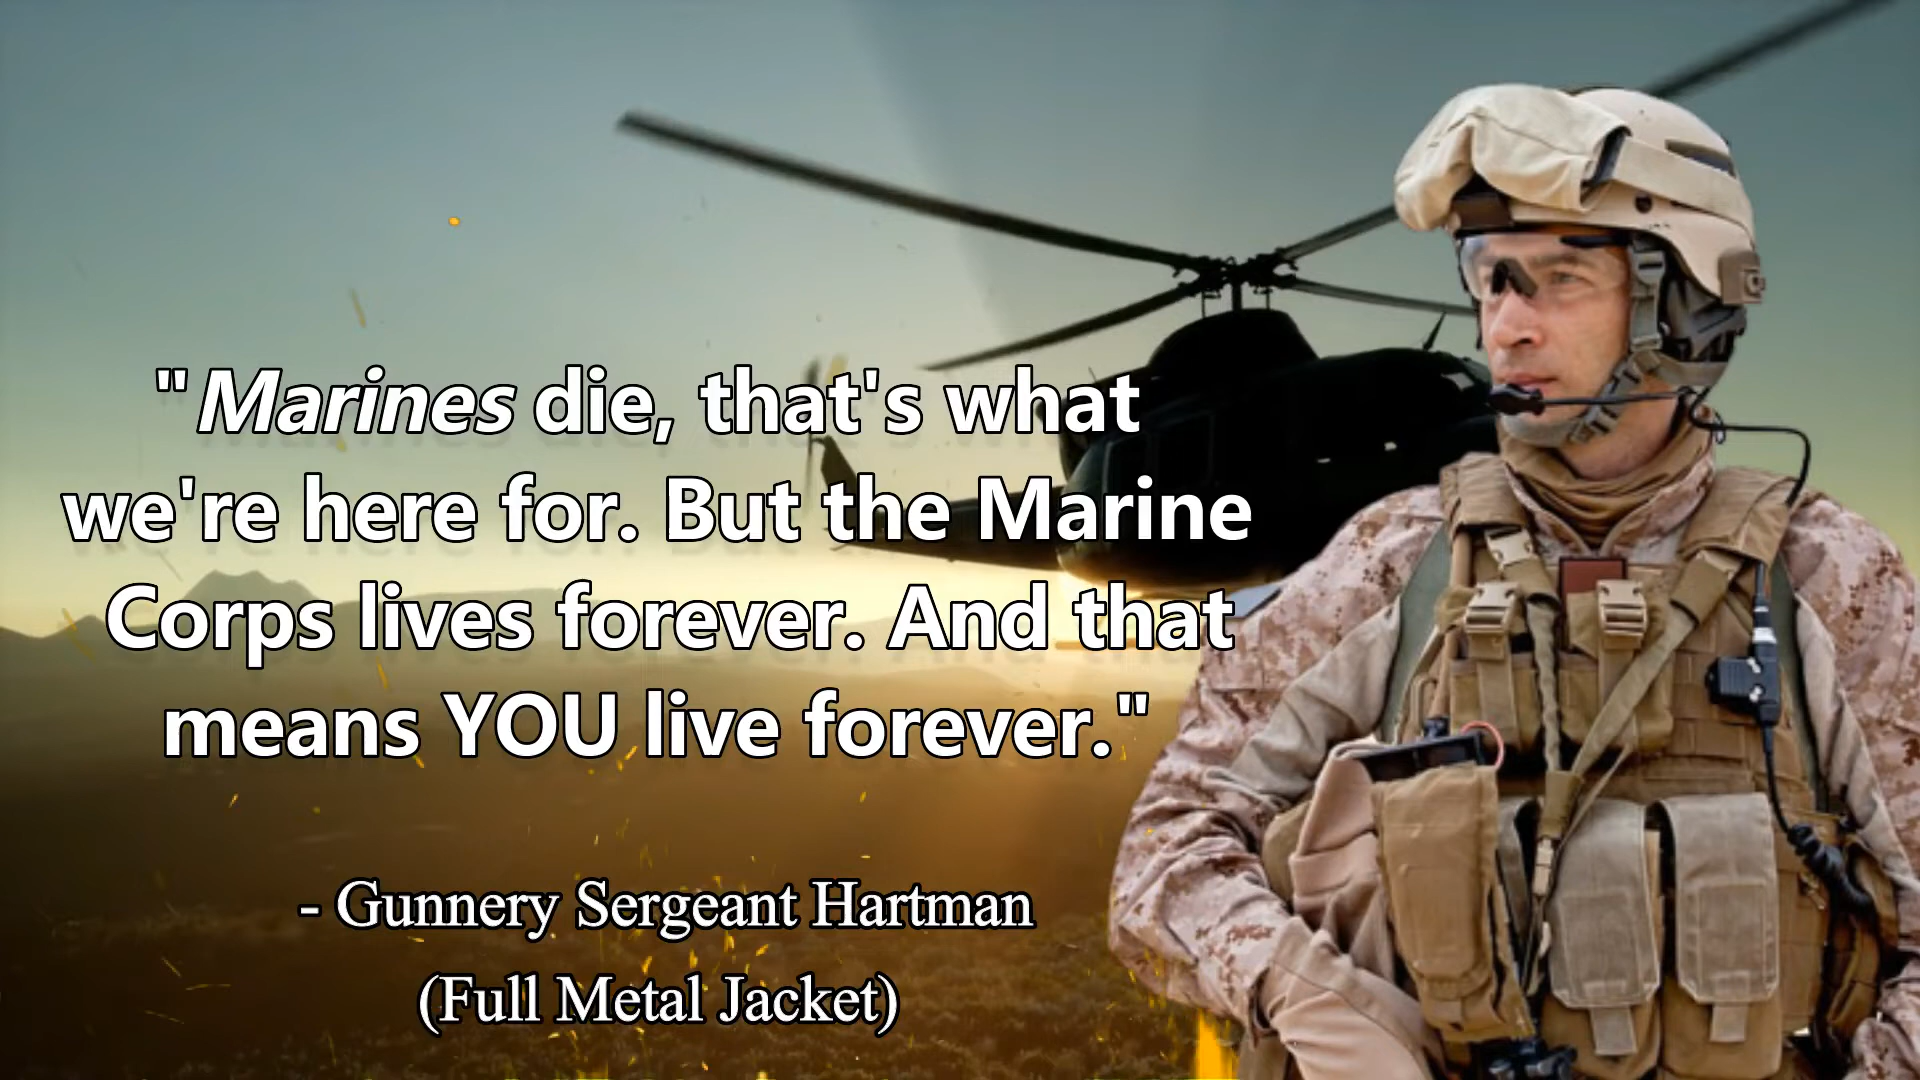 "Marines die, that's what
we're here for. But the Marine
Corps lives forever. And that
means YOU live forever."
- Gunnery Sergeant Hartman
(Full Metal Jacket)